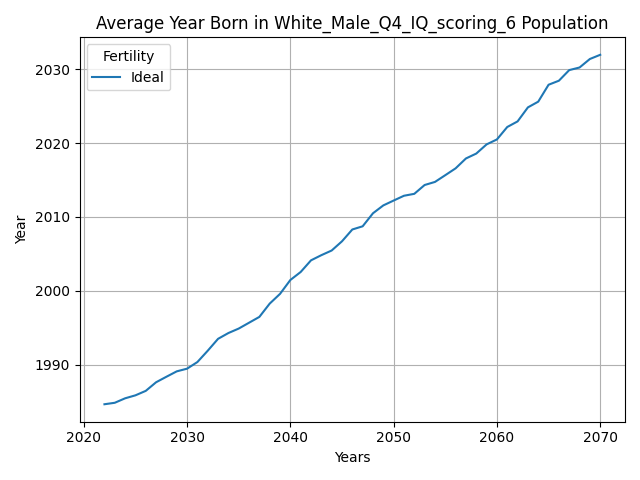 Average Year Born in White_Male_Q4_IQ_scoring_6 Population
Fertility
Ideal
Year
2030
2020
2010
2000
1990
2020 2030 2040 2050 2060 2070
Years